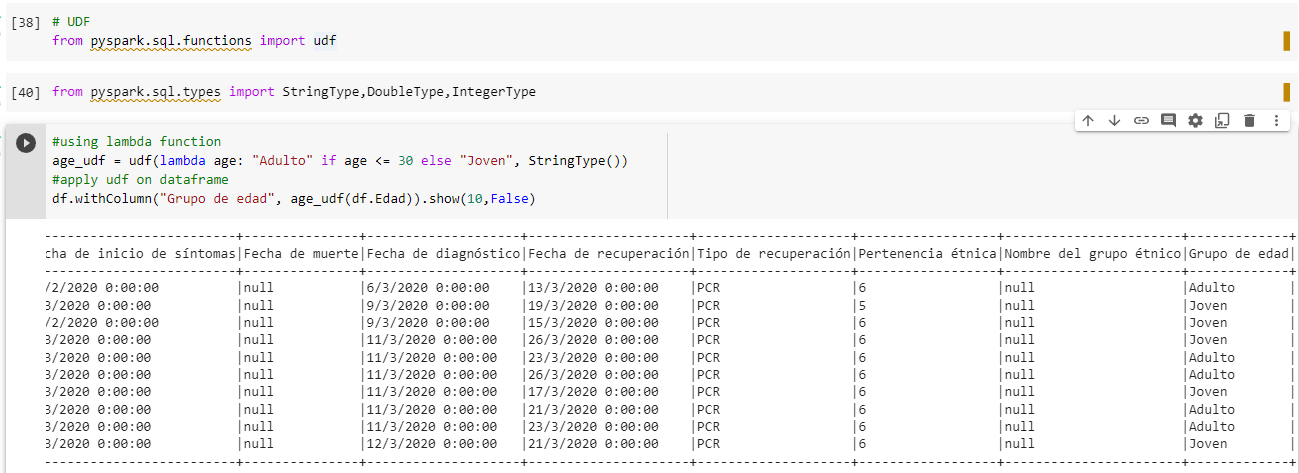 [38] # UDF
from pyspark.sql.functions import udf
[40] from pyspark.sql.types import StringType,DoubleType,IntegerType
#using lambda function
age_udf = udf(lambda age: "Adulto" if age <= 30 else "Joven", StringType())
#apply udf on dataframe
df.withColumn("Grupo de edad", age_udf(df.Edad)).show(10,False)
-------------------------+---------------+--------------------+---------------------+--------------------+------------------+-----------------------+-------------+
cha de inicio de síntomas|Fecha de muerte|Fecha de diagnóstico|Fecha de recuperación|Tipo de recuperación|Pertenencia étnica|Nombre del grupo étnico|Grupo de edad|
-------------------------+---------------+--------------------+---------------------+--------------------+------------------+-----------------------+-------------+
/2/2020 0:00:00          |null           |6/3/2020 0:00:00    |13/3/2020 0:00:00    |PCR                 |6                 |null                   |Adulto       |
3/2020 0:00:00           |null           |9/3/2020 0:00:00    |19/3/2020 0:00:00    |PCR                 |5                 |null                   |Joven        |
/2/2020 0:00:00          |null           |9/3/2020 0:00:00    |15/3/2020 0:00:00    |PCR                 |6                 |null                   |Joven        |
3/2020 0:00:00           |null           |11/3/2020 0:00:00   |26/3/2020 0:00:00    |PCR                 |6                 |null                   |Joven        |
3/2020 0:00:00           |null           |11/3/2020 0:00:00   |23/3/2020 0:00:00    |PCR                 |6                 |null                   |Adulto       |
3/2020 0:00:00           |null           |11/3/2020 0:00:00   |26/3/2020 0:00:00    |PCR                 |6                 |null                   |Adulto       |
3/2020 0:00:00           |null           |11/3/2020 0:00:00   |17/3/2020 0:00:00    |PCR                 |6                 |null                   |Joven        |
3/2020 0:00:00           |null           |11/3/2020 0:00:00   |21/3/2020 0:00:00    |PCR                 |6                 |null                   |Adulto       |
3/2020 0:00:00           |null           |11/3/2020 0:00:00   |23/3/2020 0:00:00    |PCR                 |6                 |null                   |Adulto       |
3/2020 0:00:00           |null           |12/3/2020 0:00:00   |21/3/2020 0:00:00    |PCR                 |6                 |null                   |Joven        |
-------------------------+---------------+--------------------+---------------------+--------------------+------------------+-----------------------+-------------+